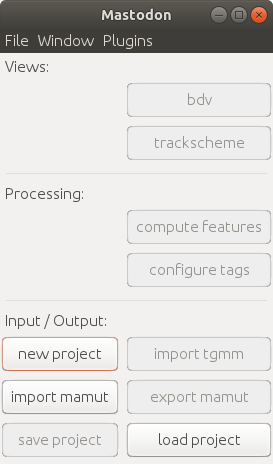 Mastodon
File Window Plugins
Views:
bdv
trackscheme
Processing:
compute features
configure tags
Input / Output:
new project import tgmm
import mamut export mamut
save project load project